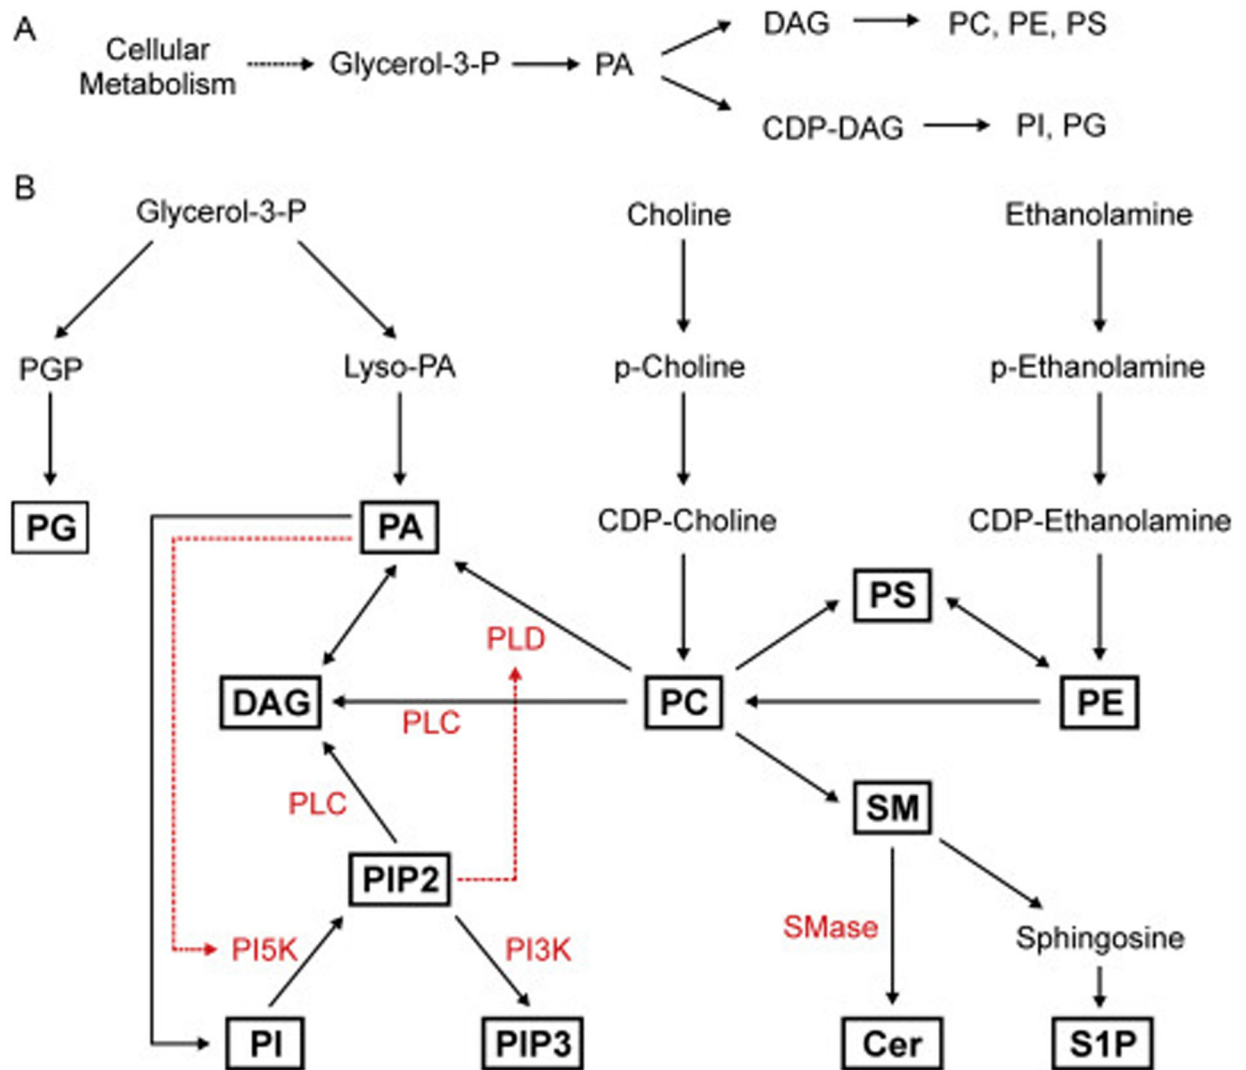 A
Cellular
Metabolism
Glycerol-3-P
PA
DAG
PC, PE, PS
CDP-DAG
PI, PG
B
Glycerol-3-P
Choline
Ethanolamine
PGP
Lyso-PA
p-Choline
p-Ethanolamine
PG
PA
CDP-Choline
CDP-Ethanolamine
PS
PLD
DAG
PLC
PC
PE
PLC
SM
PIP2
SMase
Sphingosine
PI5K
PI3K
PI
PIP3
Cer
S1P